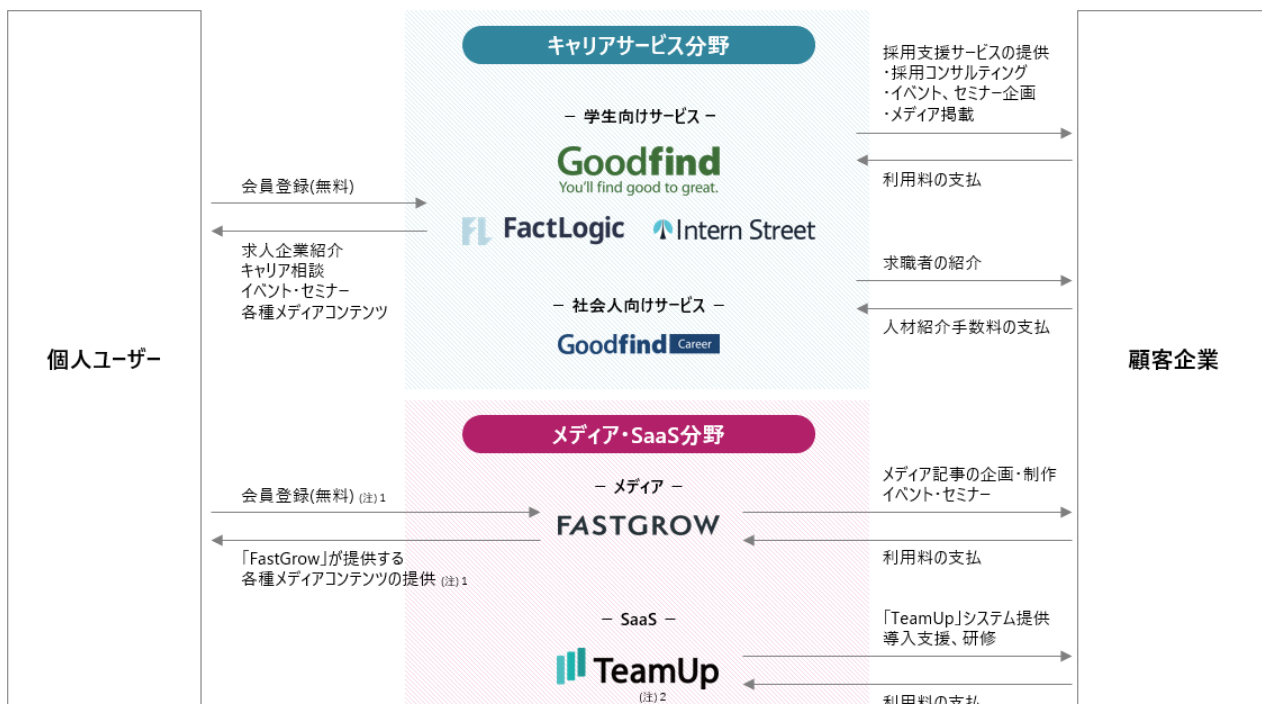 キャリアサービス分野
採用支援サービスの提供
・採用コンサルティング
・イベント、セミナー企画
・メディア掲載
− 学生向けサービス −
Goodfind
You'll find good to great.
利用料の支払
会員登録(無料)
FL FactLogic
Intern Street
求人企業紹介
キャリア相談
イベント・セミナー
各種メディアコンテンツ
求職者の紹介
− 社会人向けサービス −
人材紹介手数料の支払
Goodfind Career
個人ユーザー
顧客企業
メディア・SaaS分野
メディア記事の企画・制作
イベント・セミナー
− メディア −
会員登録(無料) (注) 1
FASTGROW
「FastGrow」が提供する
各種メディアコンテンツの提供 (注) 1
利用料の支払
− SaaS −
「TeamUp」システム提供
導入支援、研修
TeamUp
(注) 2
利用料の支払